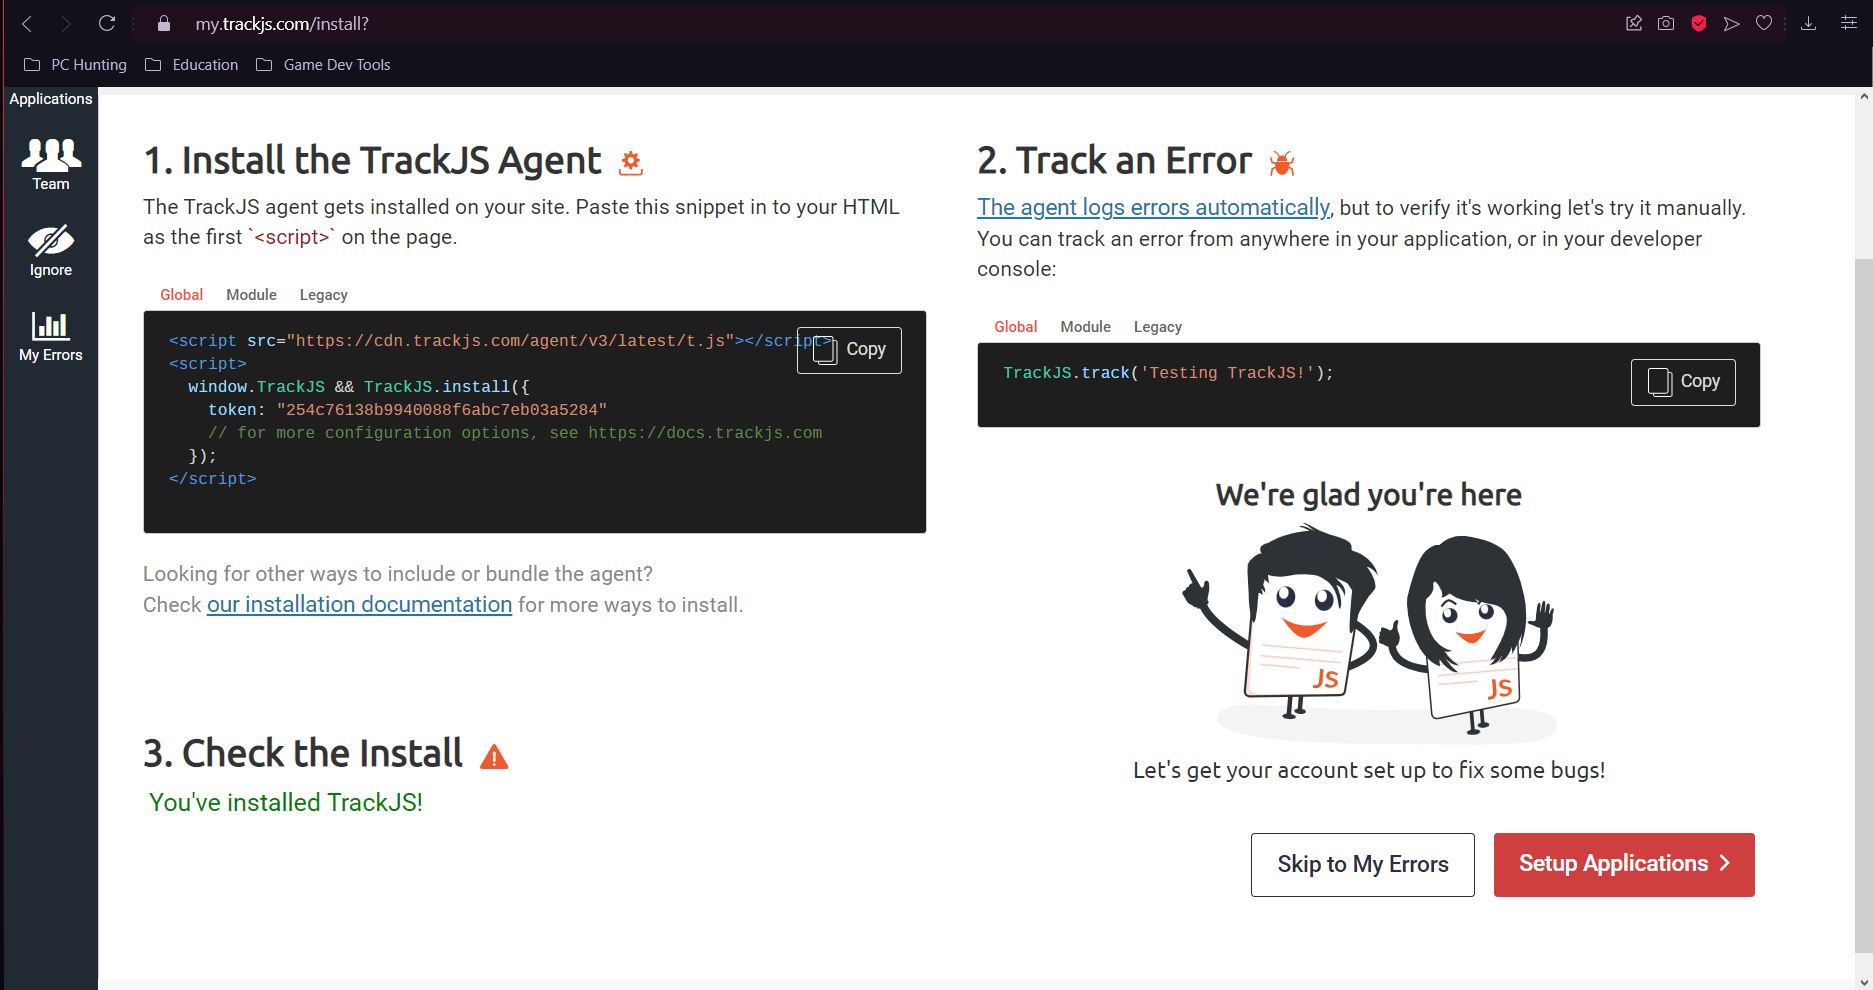 my.trackjs.com/install?
PC Hunting
Education
Game Dev Tools
Applications
Team
Ignore
My Errors
1. Install the TrackJS Agent
The TrackJS agent gets installed on your site. Paste this snippet in to your HTML
as the first `<script>` on the page.
Global Module Legacy
<script src="https://cdn.trackjs.com/agent/v3/latest/t.js"></script>
Copy
<script>
window.TrackJS && TrackJS.install({
token: "254c76138b9940088f6abc7eb03a5284"
// for more configuration options, see https://docs.trackjs.com
});
</script>
Looking for other ways to include or bundle the agent?
Check our installation documentation for more ways to install.
2. Track an Error
The agent logs errors automatically, but to verify it's working let's try it manually.
You can track an error from anywhere in your application, or in your developer
console:
Global Module Legacy
TrackJS.track('Testing TrackJS!');
Copy
We're glad you're here
JS
JS
Let's get your account set up to fix some bugs!
3. Check the Install
You've installed TrackJS!
Skip to My Errors
Setup Applications